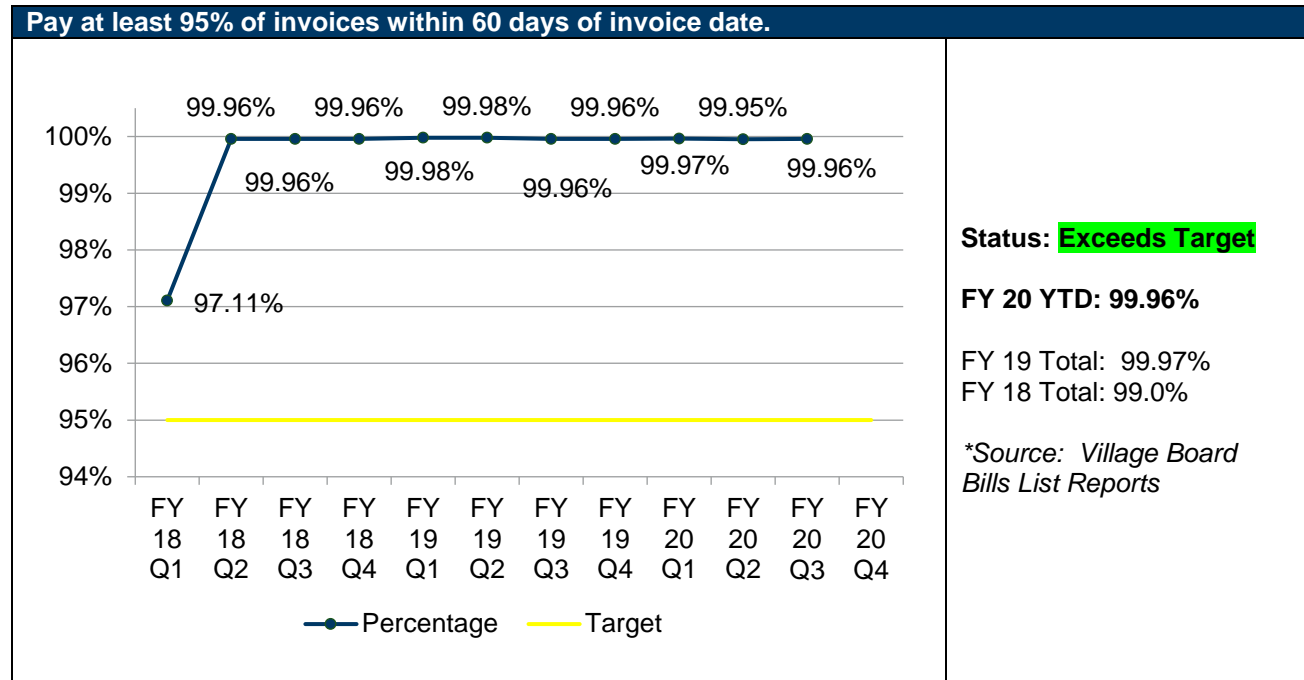 Pay at least 95% of invoices within 60 days of invoice date.
99.96% 99.96% 99.98% 99.96% 99.95%
100%
99.96% 99.98% 99.96% 99.97% 99.96%
99%
98%
97%
97.11%
96%
95%
94%
FY FY FY FY FY FY FY FY FY FY FY FY
18 18 18 18 19 19 19 19 20 20 20 20
Q1 Q2 Q3 Q4 Q1 Q2 Q3 Q4 Q1 Q2 Q3 Q4
Percentage Target
Status: Exceeds Target
FY 20 YTD: 99.96%
FY 19 Total: 99.97%
FY 18 Total: 99.0%
*Source: Village Board
Bills List Reports